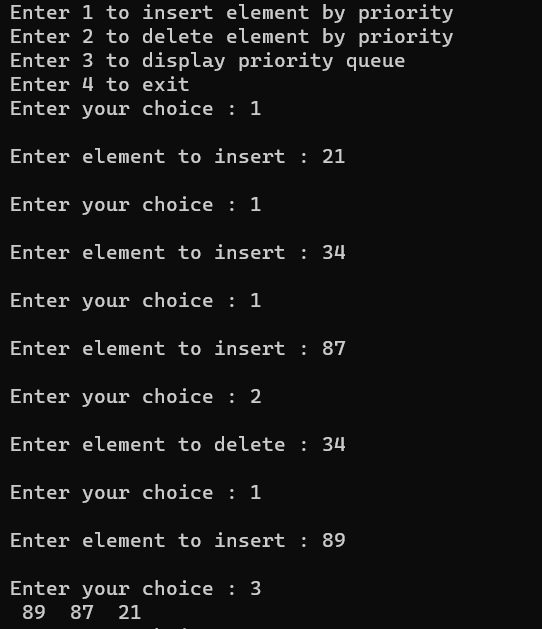 Enter 1 to insert element by priority
Enter 2 to delete element by priority
Enter 3 to display priority queue
Enter 4 to exit
Enter your choice : 1
Enter element to insert : 21
Enter your choice : 1
Enter element to insert : 34
Enter your choice : 1
Enter element to insert : 87
Enter your choice : 2
Enter element to delete : 34
Enter your choice : 1
Enter element to insert : 89
Enter your choice : 3
89 87 21